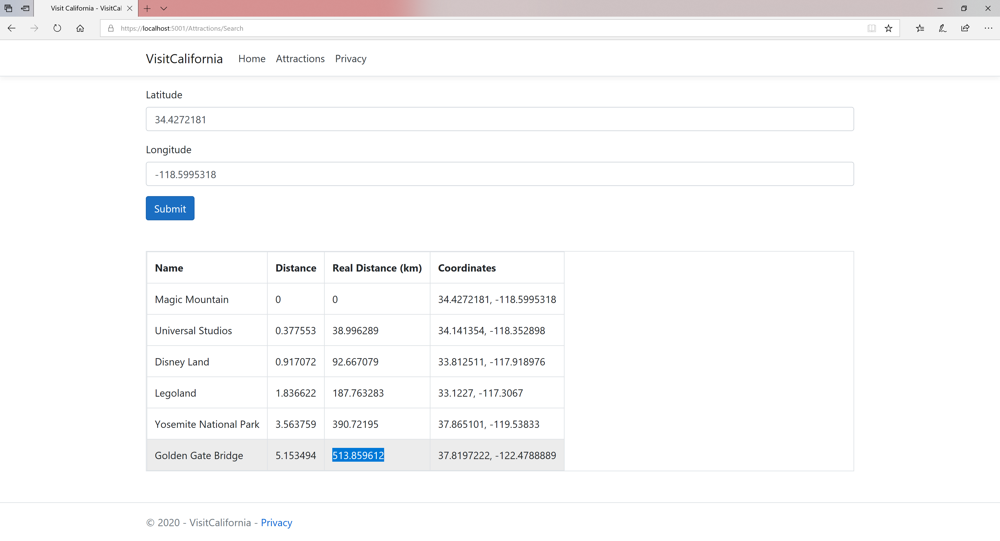 Visit California - VisitCal
https://localhost:5001/Attractions/Search
VisitCalifornia Home Attractions Privacy
Latitude
34.4272181
Longitude
-118.5995318
Submit
Name Distance Real Distance (km) Coordinates
Magic Mountain 0 0 34.4272181, -118.5995318
Universal Studios 0.377553 38.996289 34.141354, -118.352898
Disney Land 0.917072 92.667079 33.812511, -117.918976
Legoland 1.836622 187.763283 33.1227, -117.3067
Yosemite National Park 3.563759 390.72195 37.865101, -119.53833
Golden Gate Bridge 5.153494 513.859612 37.8197222, -122.4788889
© 2020 - VisitCalifornia - Privacy